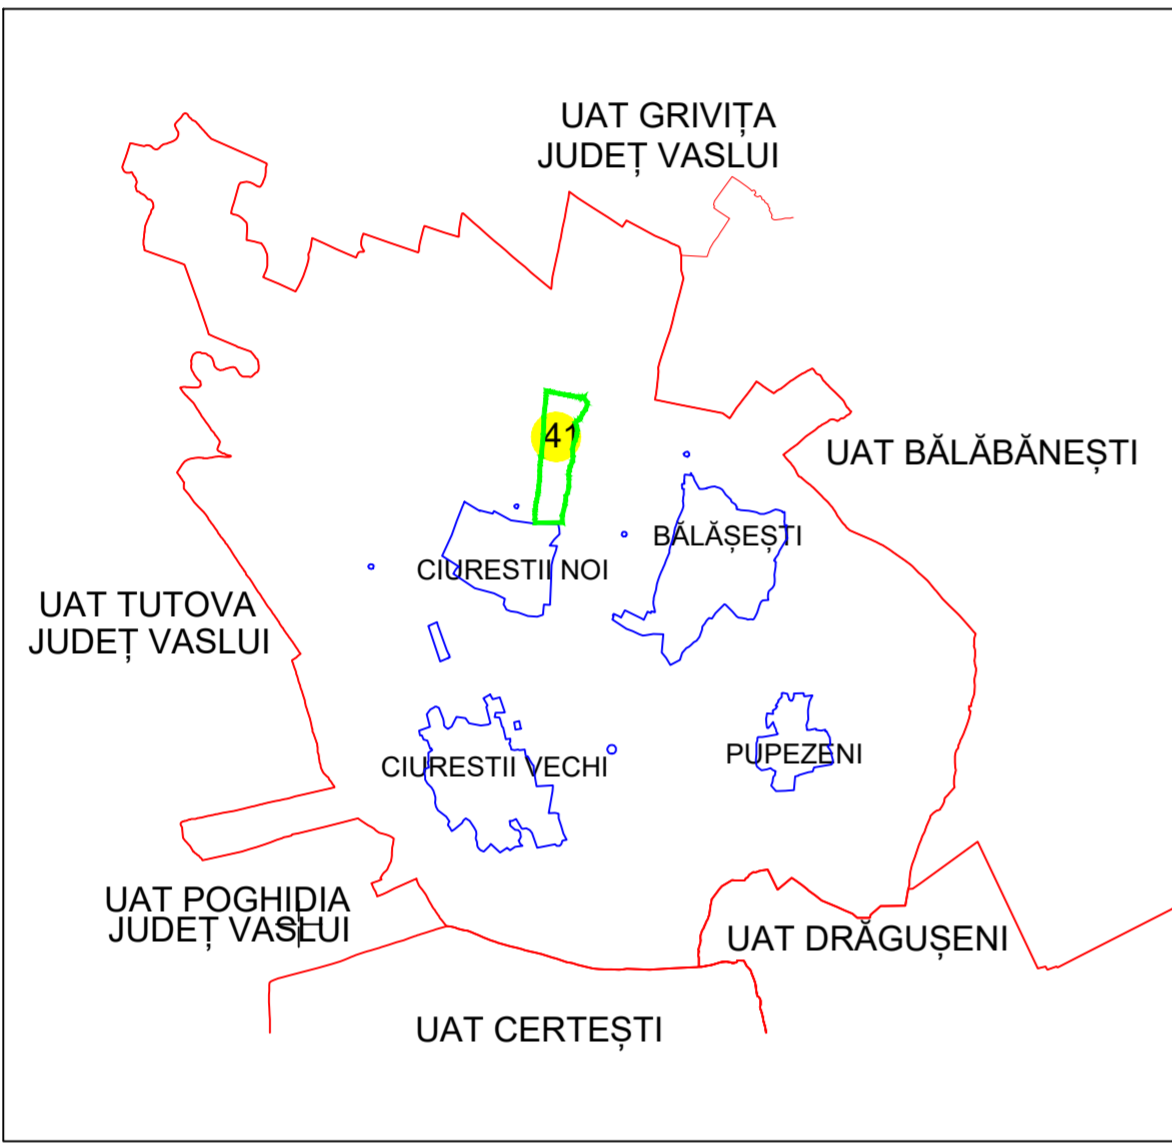 UAT GRIVIȚA
JUDEȚ VASLUI
41
UAT BĂLĂBĂNEȘTI
BĂLĂȘEȘTI
CIURESTII NOI
UAT TUTOVA
JUDEȚ VASLUI
PUPEZENI
CIURESTII VECHI
UAT POGHIDIA
JUDEȚ VASLUI
UAT DRĂGUȘENI
UAT CERTEȘTI